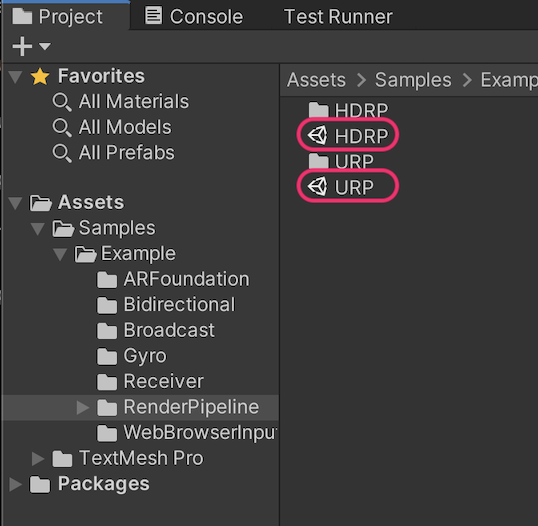 Project Console Test Runner
Favorites
All Materials
All Models
All Prefabs
Assets
Samples
Example
ARFoundation
Bidirectional
Broadcast
Gyro
Receiver
RenderPipeline
WebBrowserInpu
TextMesh Pro
Packages
Assets > Samples > Examp
HDRP
HDRP
URP
URP